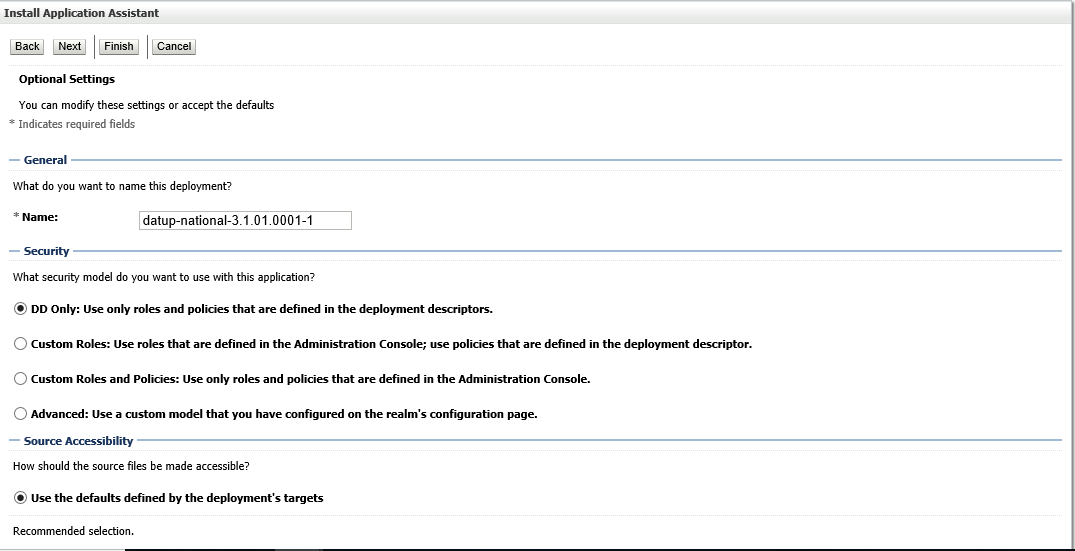 Install Application Assistant
Back Next Finish Cancel
Optional Settings
You can modify these settings or accept the defaults
* Indicates required fields
General
What do you want to name this deployment?
* Name: datup-national-3.1.01.0001-1
Security
What security model do you want to use with this application?
DD Only: Use only roles and policies that are defined in the deployment descriptors.
Custom Roles: Use roles that are defined in the Administration Console; use policies that are defined in the deployment descriptor.
Custom Roles and Policies: Use only roles and policies that are defined in the Administration Console.
Advanced: Use a custom model that you have configured on the realm's configuration page.
Source Accessibility
How should the source files be made accessible?
Use the defaults defined by the deployment's targets
Recommended selection.